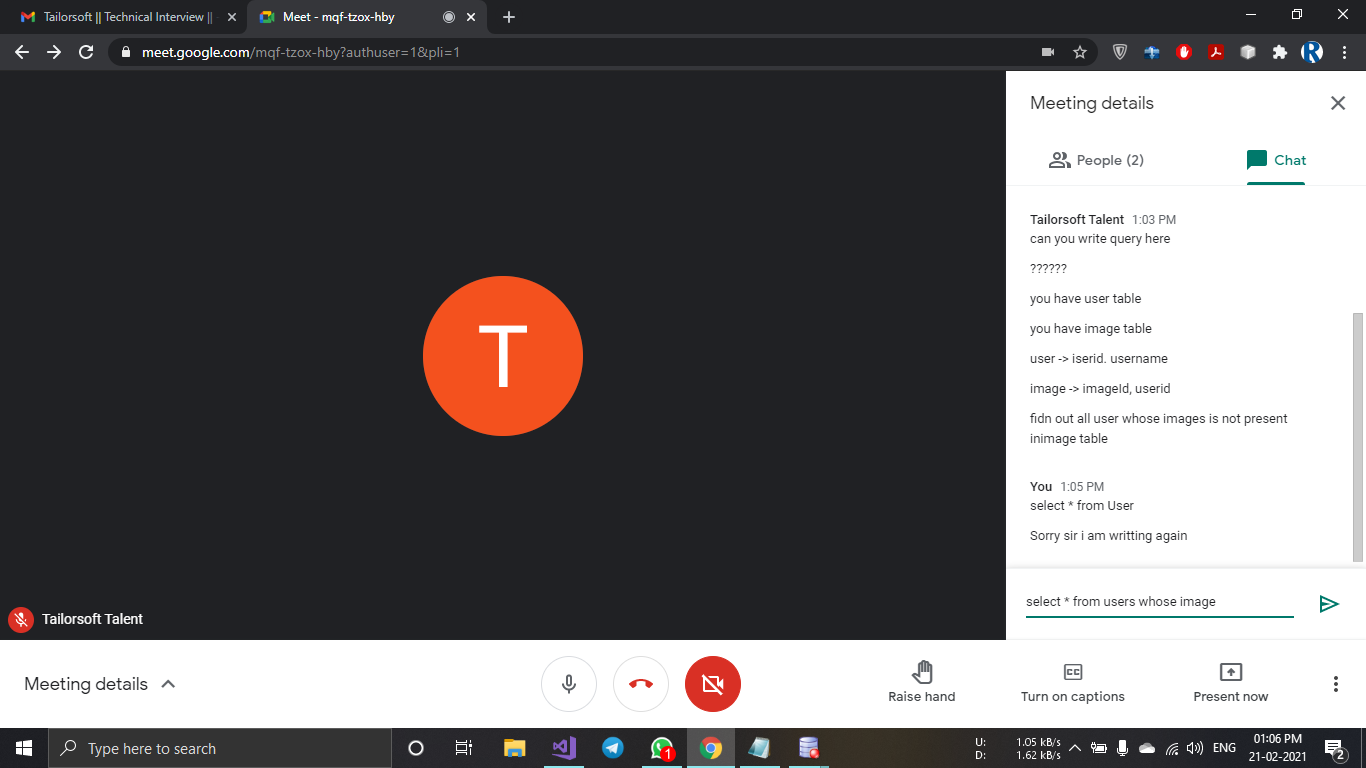 Tailorsoft || Technical Interview ||
Meet - mqf-tzox-hby
meet.google.com/mqf-tzox-hby?authuser=1&pli=1
R
T
Tailorsoft Talent
Meeting details
People (2)
Chat
Tailorsoft Talent 1:03 PM
can you write query here
??????
you have user table
you have image table
user -> iserid. username
image -> imageId, userid
fidn out all user whose images is not present
inimage table
You 1:05 PM
select * from User
Sorry sir i am writting again
select * from users whose image
Meeting details
Raise hand
Turn on captions
Present now
Type here to search
1
U: 1.05 kB/s
D: 1.62 kB/s
ENG
01:06 PM
21-02-2021
2